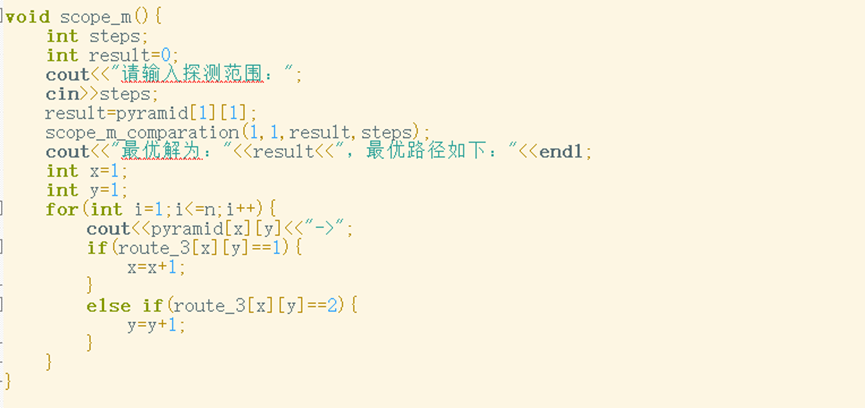 void scope_m(){
    int steps;
    int result=0;
    cout<<"请输入探测范围：";
    cin>>steps;
    result=pyramid[1][1];
    scope_m_comparation(1,1,result,steps);
    cout<<"最优解为："<<result<<"，最优路径如下："<<endl;
    int x=1;
    int y=1;
    for(int i=1;i<=n;i++){
        cout<<pyramid[x][y]<<"->";
        if(route_3[x][y]==1){
            x=x+1;
        }
        else if(route_3[x][y]==2){
            y=y+1;
        }
    }
}